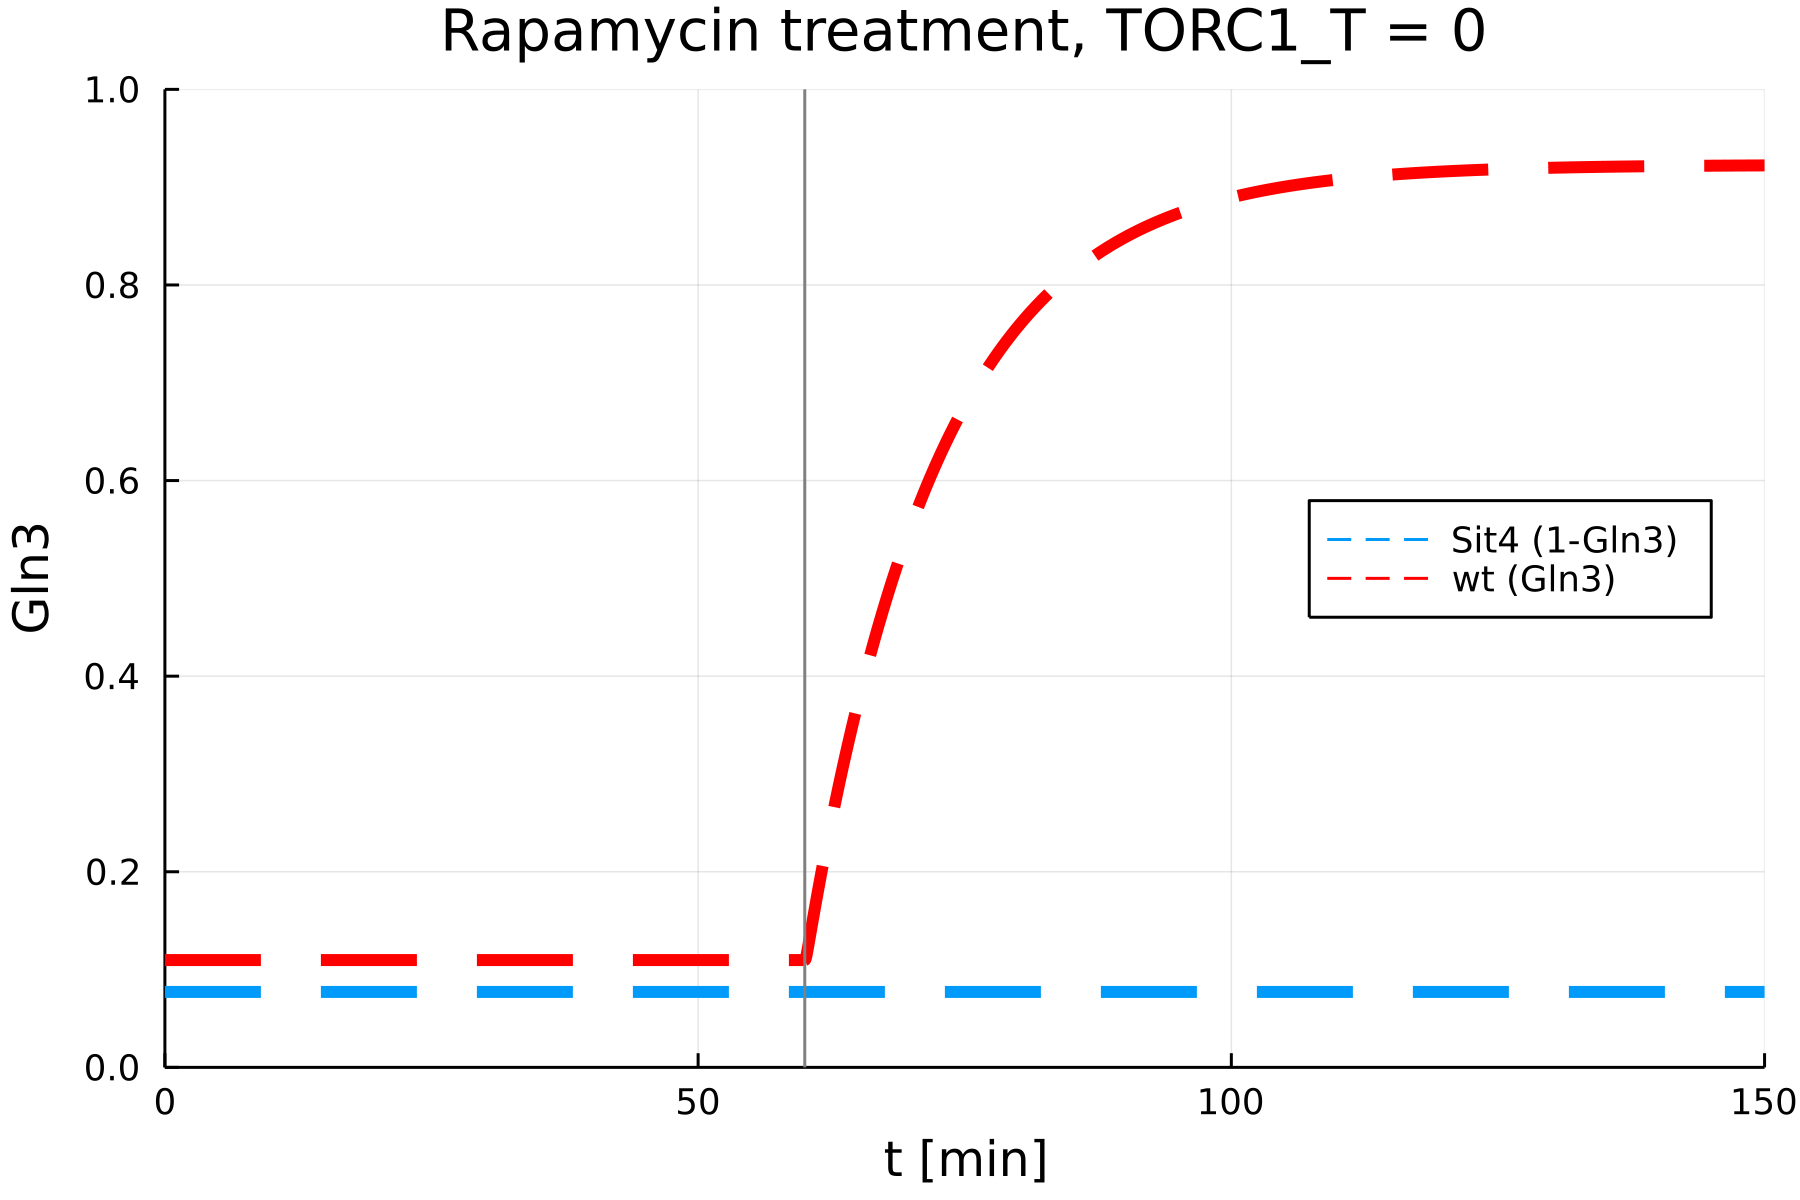 Rapamycin treatment, TORC1_T = 0
1.0
0.8
0.6
0.4
0.2
0.0
Gln3
Sit4 (1-Gln3)
wt (Gln3)
0 50 100 150
t [min]